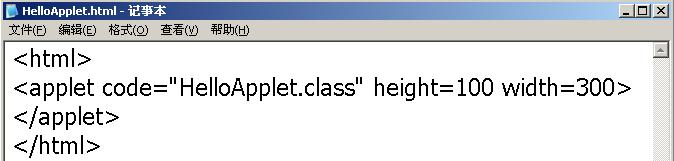 HelloApplet.html - 记事本
文件(F) 编辑(E) 格式(O) 查看(V) 帮助(H)
<html>
<applet code="HelloApplet.class" height=100 width=300>
</applet>
</html>